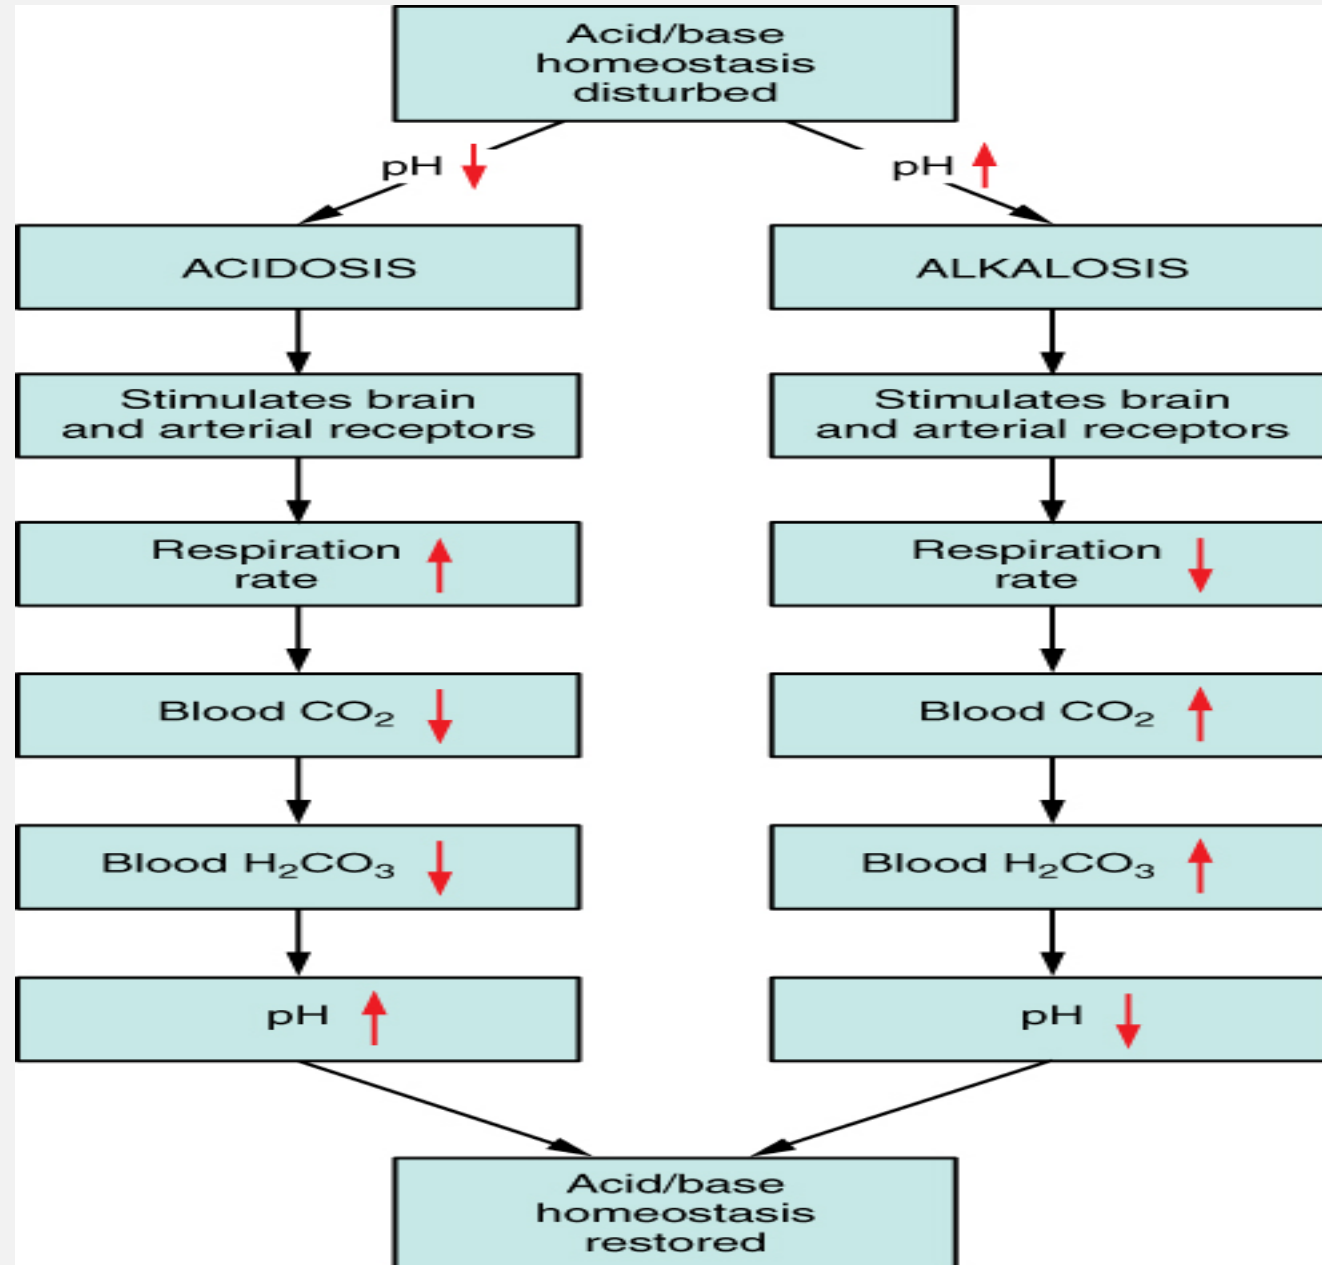 Acid/base
homeostasis
disturbed
pH ↓
pH ↑
ACIDOSIS
Stimulates brain
and arterial receptors
Respiration
rate ↑
Blood CO₂ ↓
Blood H₂CO₃ ↓
pH ↑
ALKALOSIS
Stimulates brain
and arterial receptors
Respiration
rate ↓
Blood CO₂ ↑
Blood H₂CO₃ ↑
pH ↓
Acid/base
homeostasis
restored